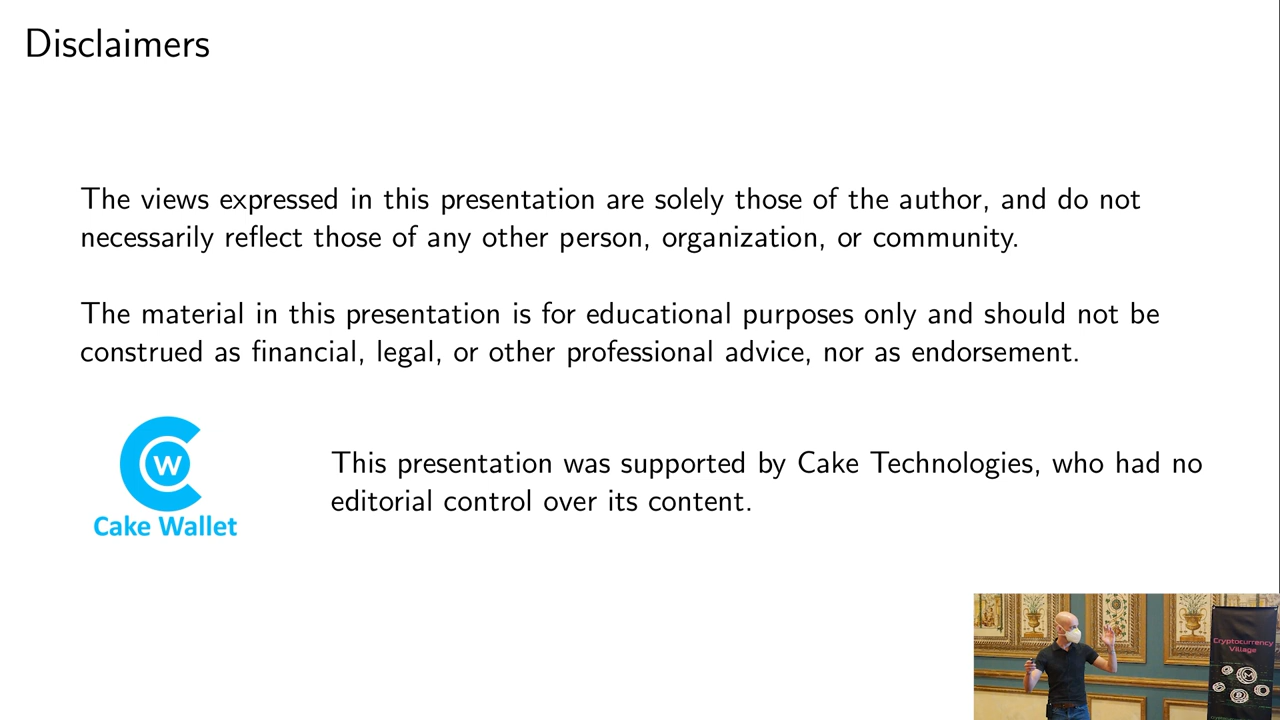 Disclaimers
The views expressed in this presentation are solely those of the author, and do not
necessarily reflect those of any other person, organization, or community.
The material in this presentation is for educational purposes only and should not be
construed as financial, legal, or other professional advice, nor as endorsement.
CW
Cake Wallet
This presentation was supported by Cake Technologies, who had no
editorial control over its content.
Cryptocurrency
Village